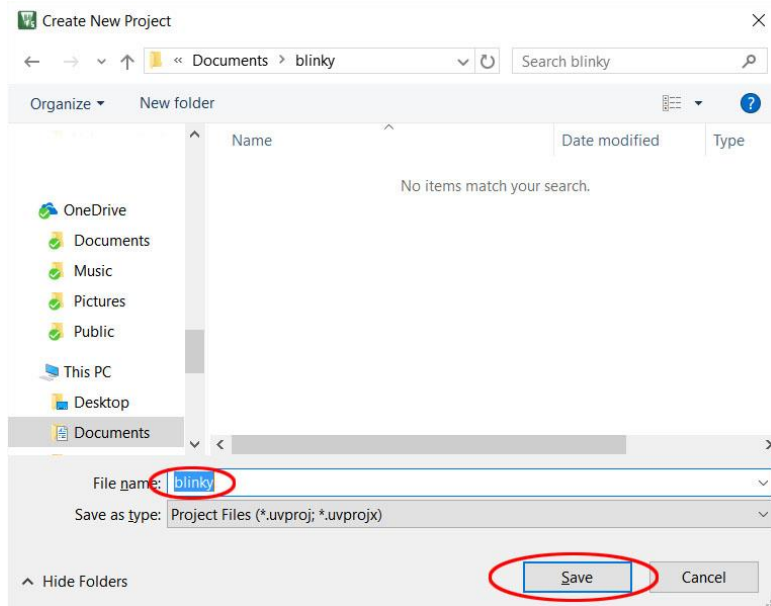 Create New Project
« Documents > blinky
Search blinky
Organize
New folder
?
Name
Date modified
Type
No items match your search.
OneDrive
Documents
Music
Pictures
Public
This PC
Desktop
Documents
File name: blinky
Save as type: Project Files (*.uvproj; *.uvprojx)
Hide Folders
Save
Cancel